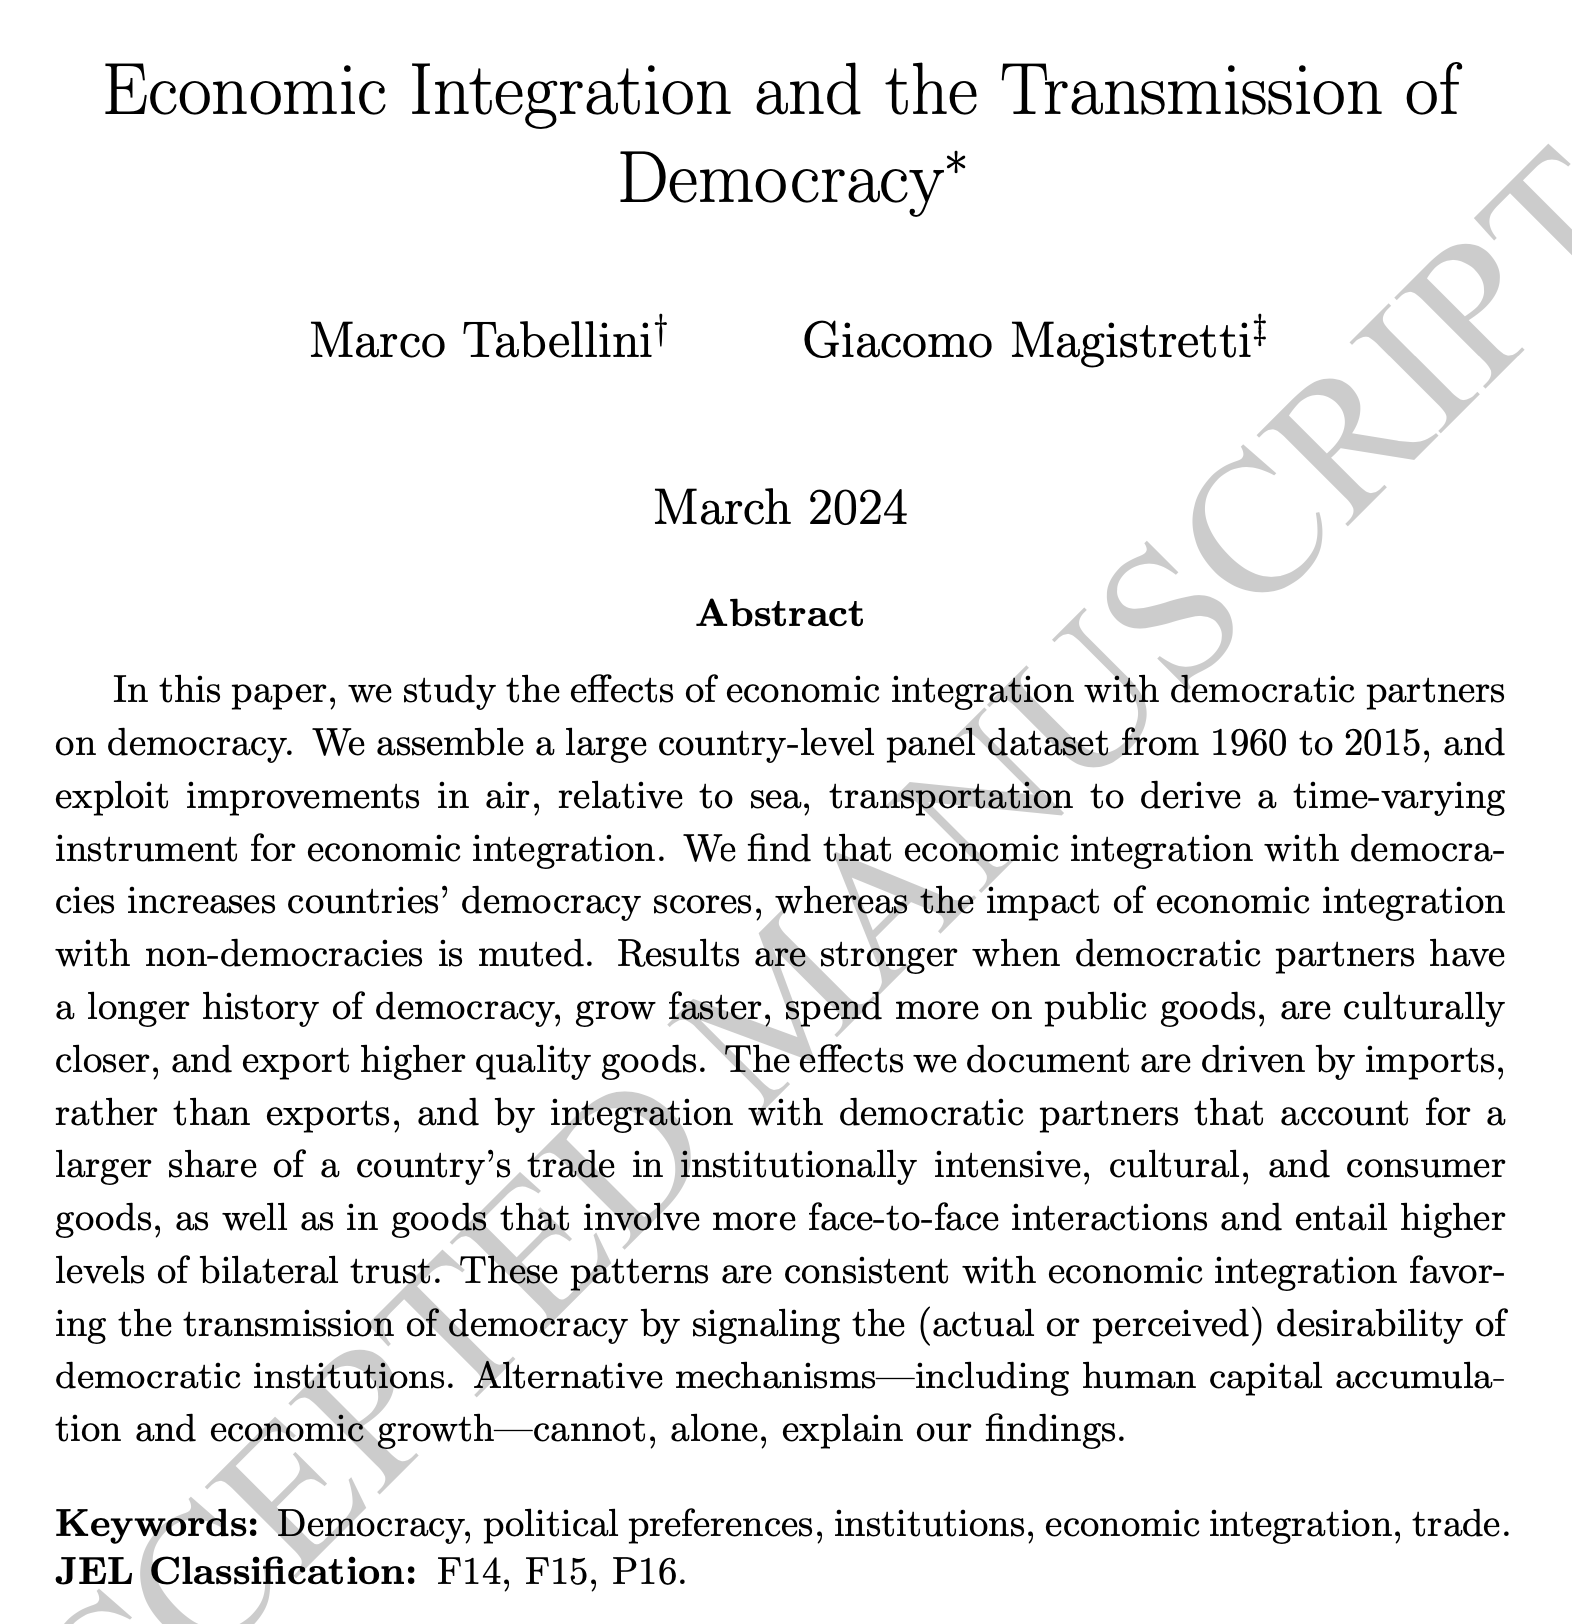 Economic Integration and the Transmission of
Democracy*
Marco Tabellini† Giacomo Magistretti‡
March 2024
Abstract
In this paper, we study the effects of economic integration with democratic partners
on democracy. We assemble a large country-level panel dataset from 1960 to 2015, and
exploit improvements in air, relative to sea, transportation to derive a time-varying
instrument for economic integration. We find that economic integration with democra-
cies increases countries' democracy scores, whereas the impact of economic integration
with non-democracies is muted. Results are stronger when democratic partners have
a longer history of democracy, grow faster, spend more on public goods, are culturally
closer, and export higher quality goods. The effects we document are driven by imports,
rather than exports, and by integration with democratic partners that account for a
larger share of a country's trade in institutionally intensive, cultural, and consumer
goods, as well as in goods that involve more face-to-face interactions and entail higher
levels of bilateral trust. These patterns are consistent with economic integration favor-
ing the transmission of democracy by signaling the (actual or perceived) desirability of
democratic institutions. Alternative mechanisms—including human capital accumula-
tion and economic growth—cannot, alone, explain our findings.
Keywords: Democracy, political preferences, institutions, economic integration, trade.
JEL Classification: F14, F15, P16.
CEPTED MANUSCRIPT